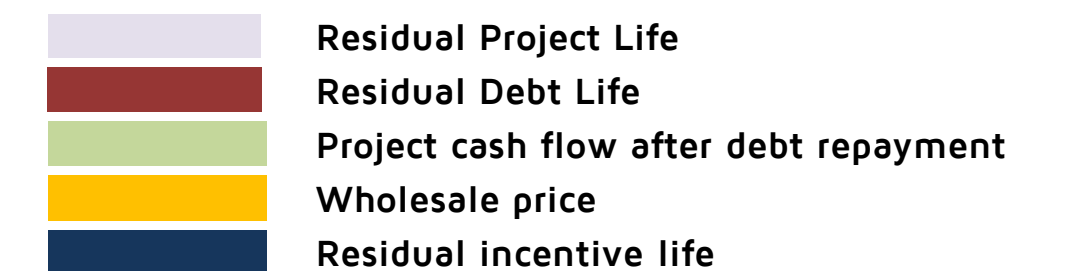 Residual Project Life
Residual Debt Life
Project cash flow after debt repayment
Wholesale price
Residual incentive life